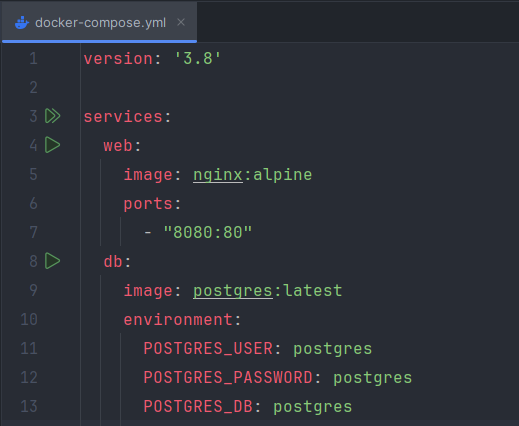 docker-compose.yml
1 version: '3.8'
2
3 services:
4   web:
5     image: nginx:alpine
6     ports:
7       - "8080:80"
8   db:
9     image: postgres:latest
10     environment:
11       POSTGRES_USER: postgres
12       POSTGRES_PASSWORD: postgres
13       POSTGRES_DB: postgres